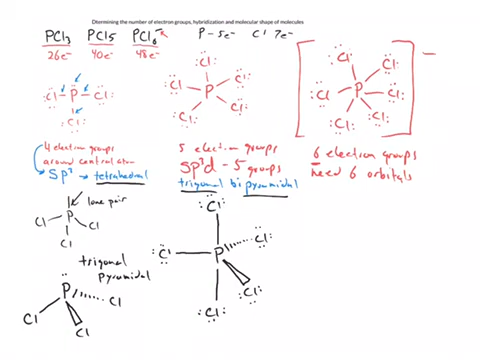 Dtermining the number of electron groups, hybridization and molecular shape of molecules
PCl3 PCl5 PCl6⁻ P - 5e⁻ Cl 7e⁻
26e⁻ 40e⁻ 48e⁻
Cl P Cl
Cl
Cl
Cl P Cl
Cl Cl
Cl Cl
Cl P Cl
Cl Cl
−
4 electron groups
around central atom
sp³ → tetrahedral
5 electron groups
sp³d - 5 groups
trigonal bipyramidal
6 electron groups
need 6 orbitals
lone pair
P
Cl Cl
Cl
trigonal
pyramidal
P
Cl Cl
Cl
Cl
Cl P Cl
Cl
Cl